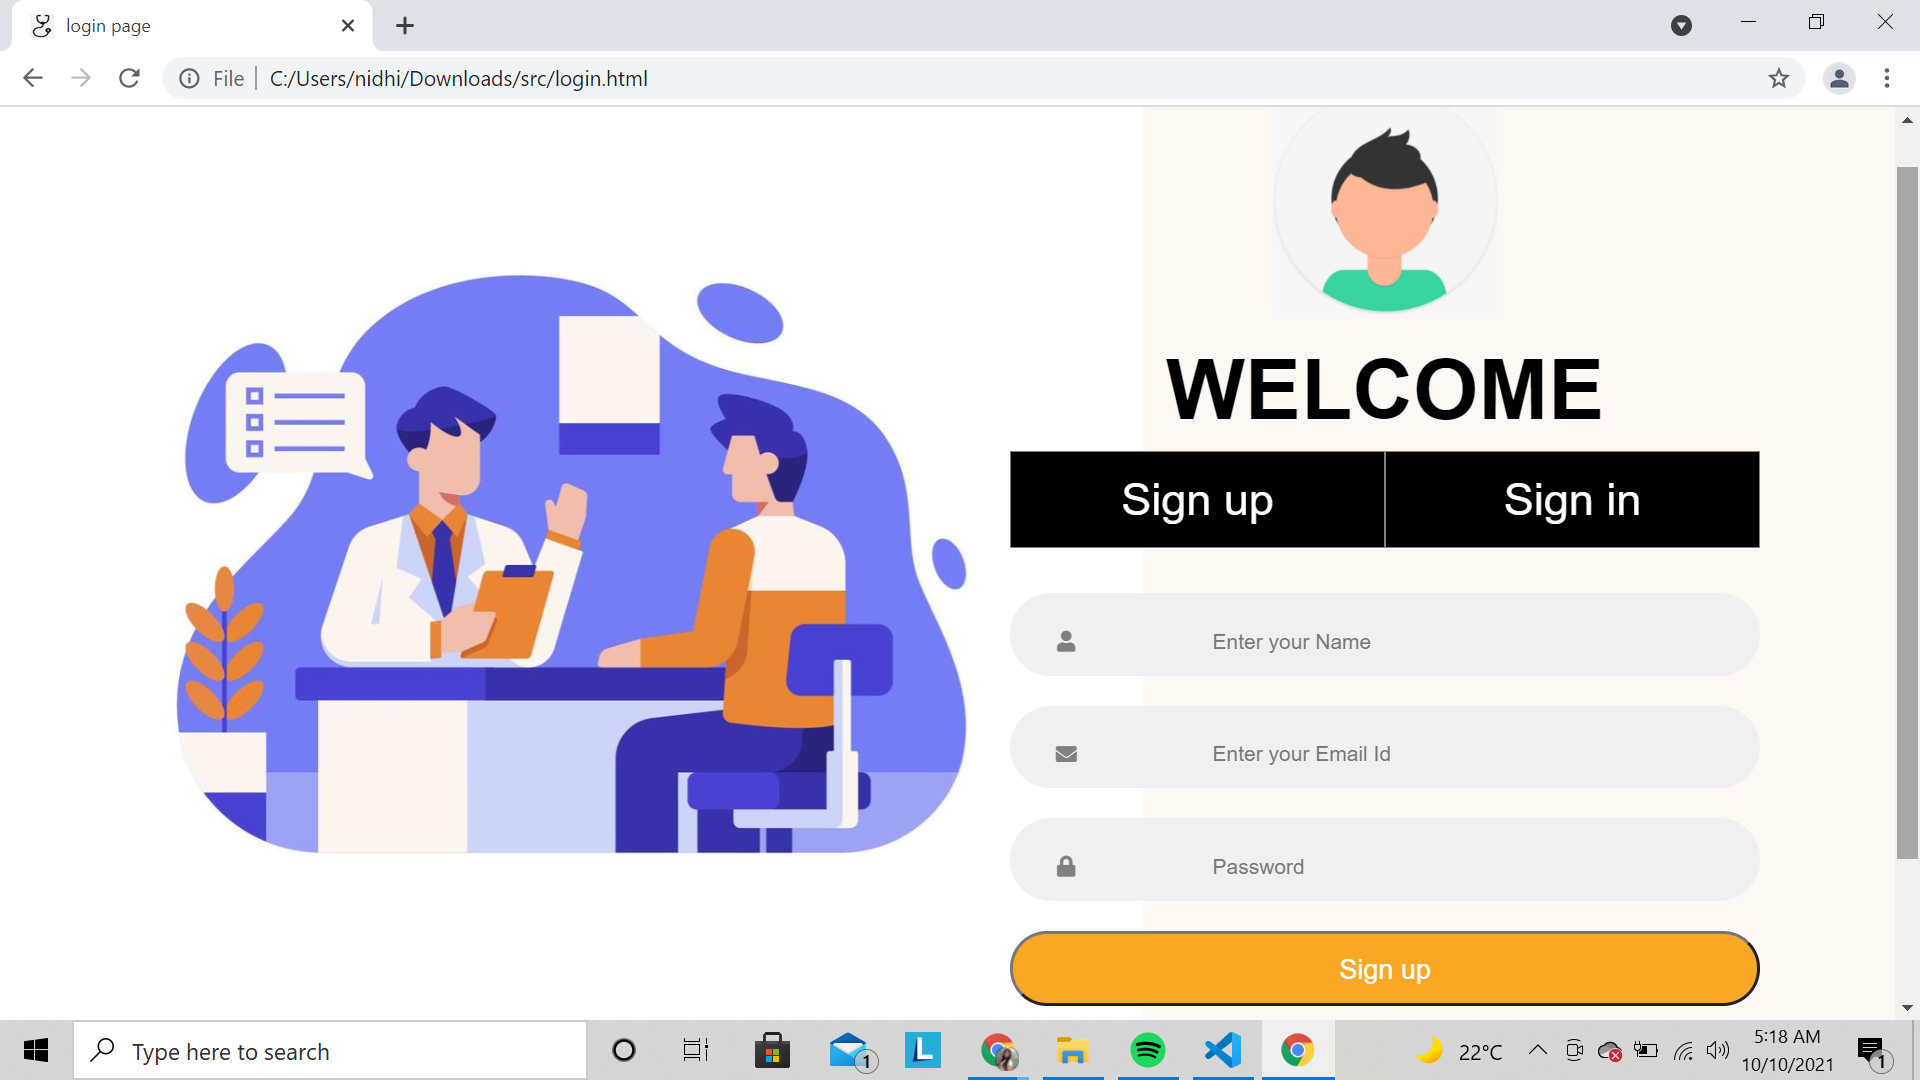 login page
File
C:/Users/nidhi/Downloads/src/login.html
WELCOME
Sign up
Sign in
Enter your Name
Enter your Email Id
Password
Sign up
Type here to search
1
L
22°C
5:18 AM
10/10/2021
1